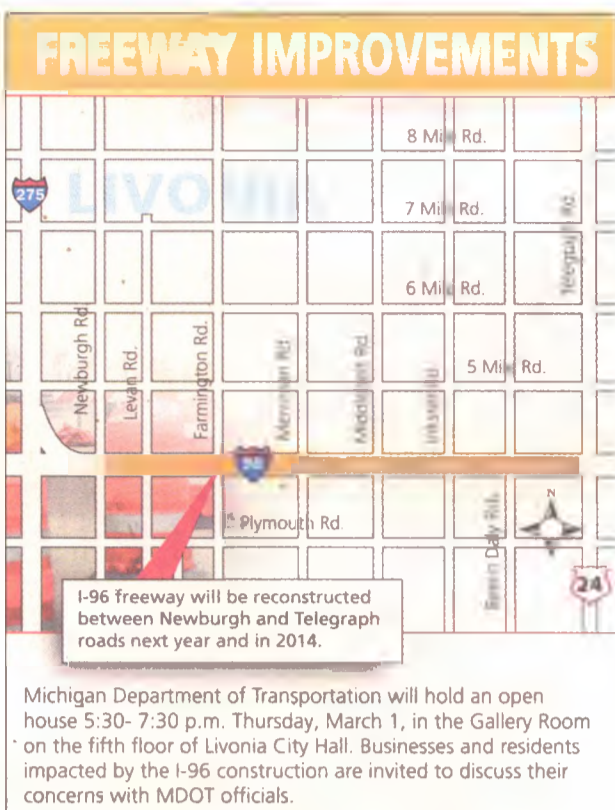 FREEWAY IMPROVEMENTS
8 Mile Rd.
275
LIVONIA
7 Mile Rd.
Telegraph Rd.
6 Mile Rd.
Newburgh Rd.
Levan Rd.
Farmington Rd.
Merriman Rd.
Middlebelt Rd.
Inkster Rd.
5 Mile Rd.
96
Plymouth Rd.
N
Beech Daly Rd.
24
I-96 freeway will be reconstructed
between Newburgh and Telegraph
roads next year and in 2014.
Michigan Department of Transportation will hold an open
house 5:30- 7:30 p.m. Thursday, March 1, in the Gallery Room
on the fifth floor of Livonia City Hall. Businesses and residents
impacted by the I-96 construction are invited to discuss their
concerns with MDOT officials.